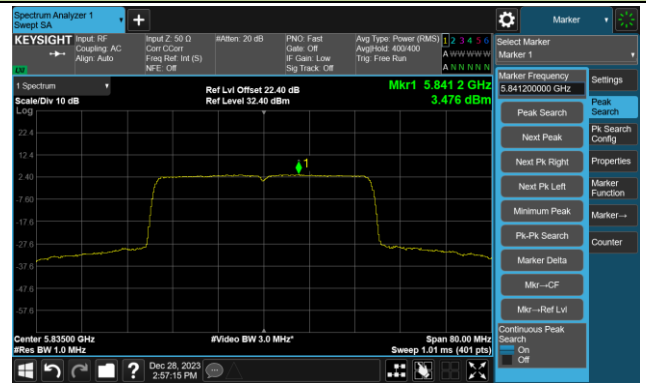 Spectrum Analyzer 1
Swept SA
Marker
KEYSIGHT
Input: RF
Coupling: AC
Align: Auto
Input Z: 50 Ω
Corr CCorr
Freq Ref: Int (S)
NFE: Off
#Atten: 20 dB
PNO: Fast
Gate: Off
IF Gain: Low
Sig Track: Off
Avg Type: Power (RMS)
Avg|Hold: 400/400
Trig: Free Run
1 2 3 4 5 6
A W W W W W
A N N N N N
1 Spectrum
Scale/Div 10 dB
Ref Lvl Offset 22.40 dB
Ref Level 32.40 dBm
Mkr1 5.841 2 GHz
3.476 dBm
Log
22.4
12.4
2.40
-7.60
-17.6
-27.6
-37.6
-47.6
-57.6
1
Center 5.83500 GHz
#Res BW 1.0 MHz
#Video BW 3.0 MHz*
Span 80.00 MHz
Sweep 1.01 ms (401 pts)
Select Marker
Marker 1
Marker Frequency
5.841200000 GHz
Peak Search
Next Peak
Next Pk Right
Next Pk Left
Minimum Peak
Pk-Pk Search
Marker Delta
Mkr→CF
Mkr→Ref Lvl
Continuous Peak
Search
On
Off
Settings
Peak
Search
Pk Search
Config
Properties
Marker
Function
Marker→
Counter
Dec 28, 2023
2:57:15 PM